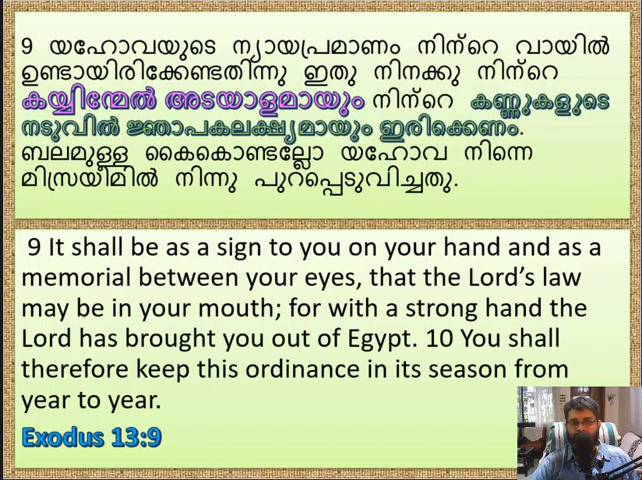 9 യഹോവയുടെ ന്യായപ്രമാണം നിന്റെ വായിൽ
ഉണ്ടായിരിക്കേണ്ടതിന്നു ഇതു നിനക്കു നിന്റെ
കയ്യിന്മേൽ അടയാളമായും നിന്റെ കണ്ണുകളുടെ
നടുവിൽ ജ്ഞാപകലക്ഷ്യമായും ഇരിക്കെണം.
ബലമുള്ള കൈകൊണ്ടല്ലോ യഹോവ നിന്നെ
മിസ്രയീമിൽ നിന്നു പുറപ്പെടുവിച്ചതു.
9 It shall be as a sign to you on your hand and as a
memorial between your eyes, that the Lord’s law
may be in your mouth; for with a strong hand the
Lord has brought you out of Egypt. 10 You shall
therefore keep this ordinance in its season from
year to year.
Exodus 13:9